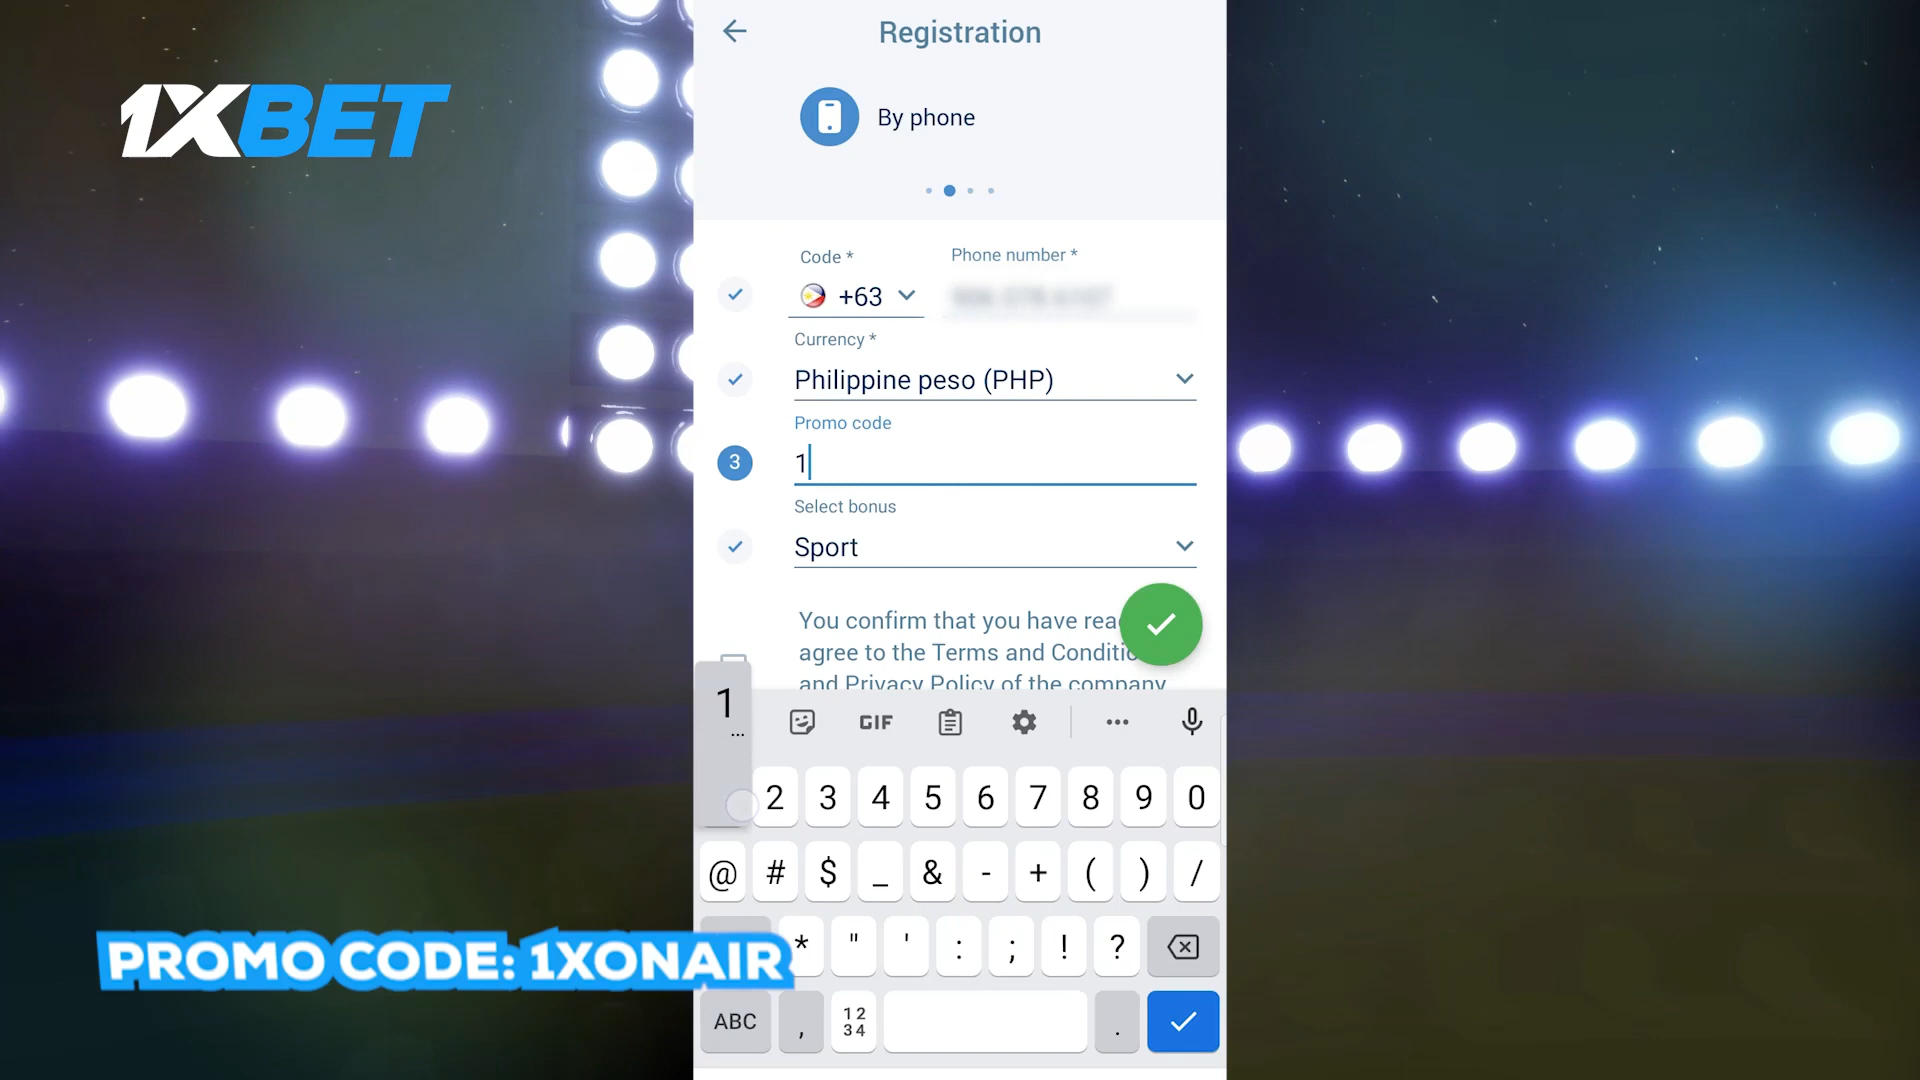 1XBET
Registration
By phone
Code *
Phone number *
+63
Currency *
Philippine peso (PHP)
Promo code
3
1
Select bonus
Sport
You confirm that you have rea
agree to the Terms and Conditi
and Privacy Policy of the company
1
...
GIF
2 3 4 5 6 7 8 9 0
@ # $ _ & - + ( ) /
* " ' : ; ! ?
PROMO CODE: 1XONAIR
ABC , 12 34 .